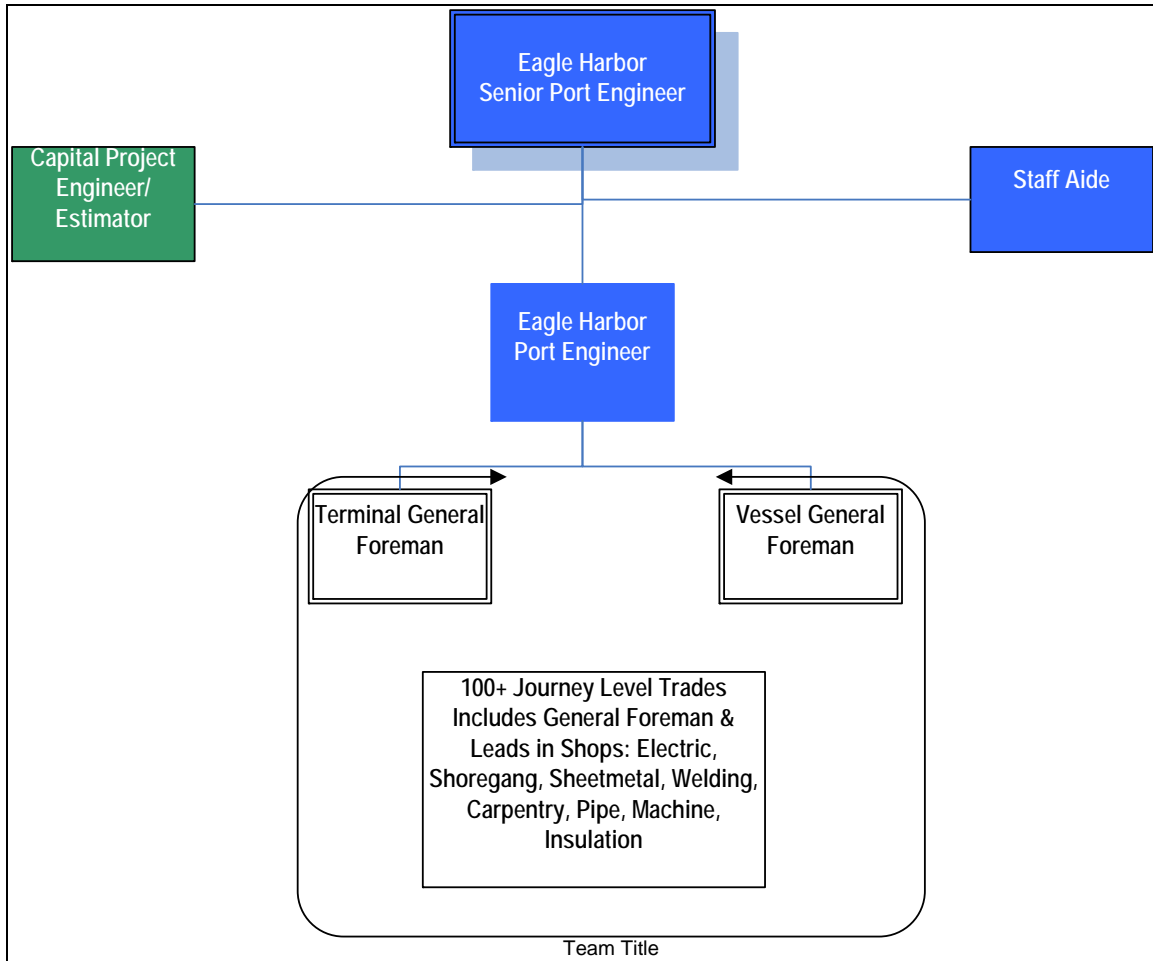 Eagle Harbor
Senior Port Engineer
Capital Project
Engineer/
Estimator
Staff Aide
Eagle Harbor
Port Engineer
Terminal General
Foreman
Vessel General
Foreman
100+ Journey Level Trades
Includes General Foreman &
Leads in Shops: Electric,
Shoregang, Sheetmetal, Welding,
Carpentry, Pipe, Machine,
Insulation
Team Title